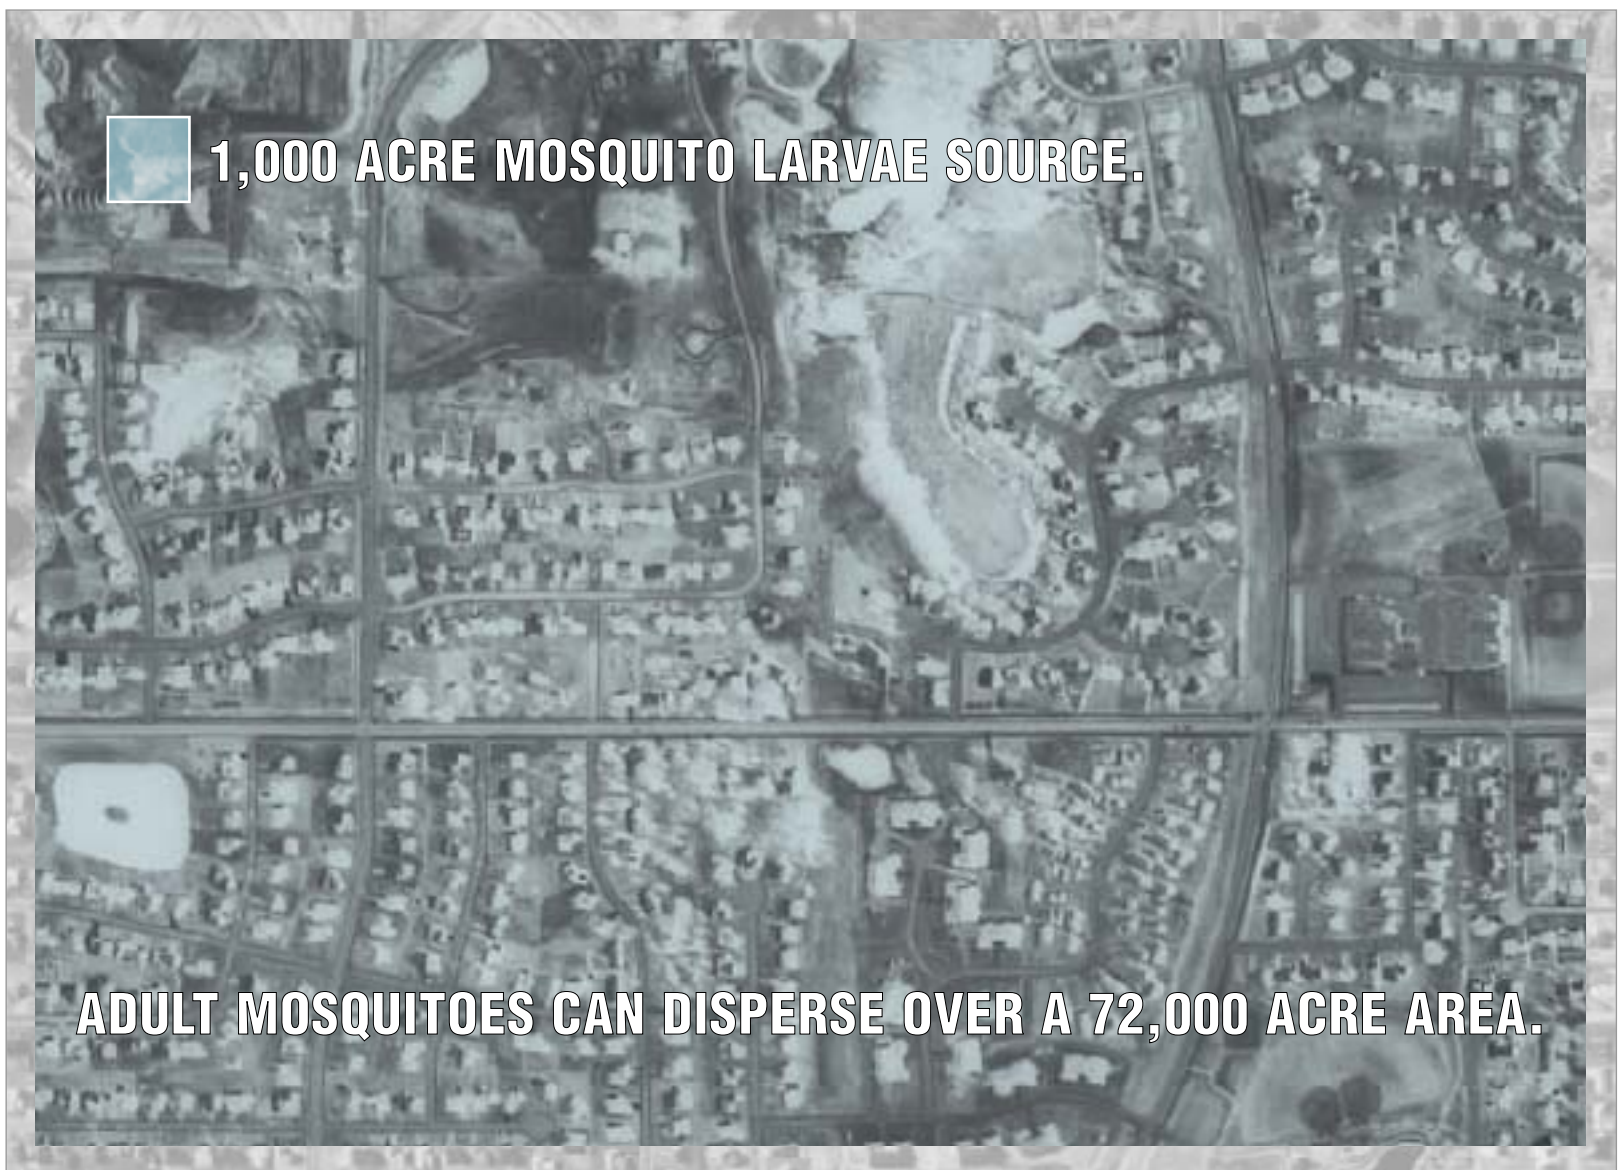 1,000 ACRE MOSQUITO LARVAE SOURCE.
ADULT MOSQUITOES CAN DISPERSE OVER A 72,000 ACRE AREA.